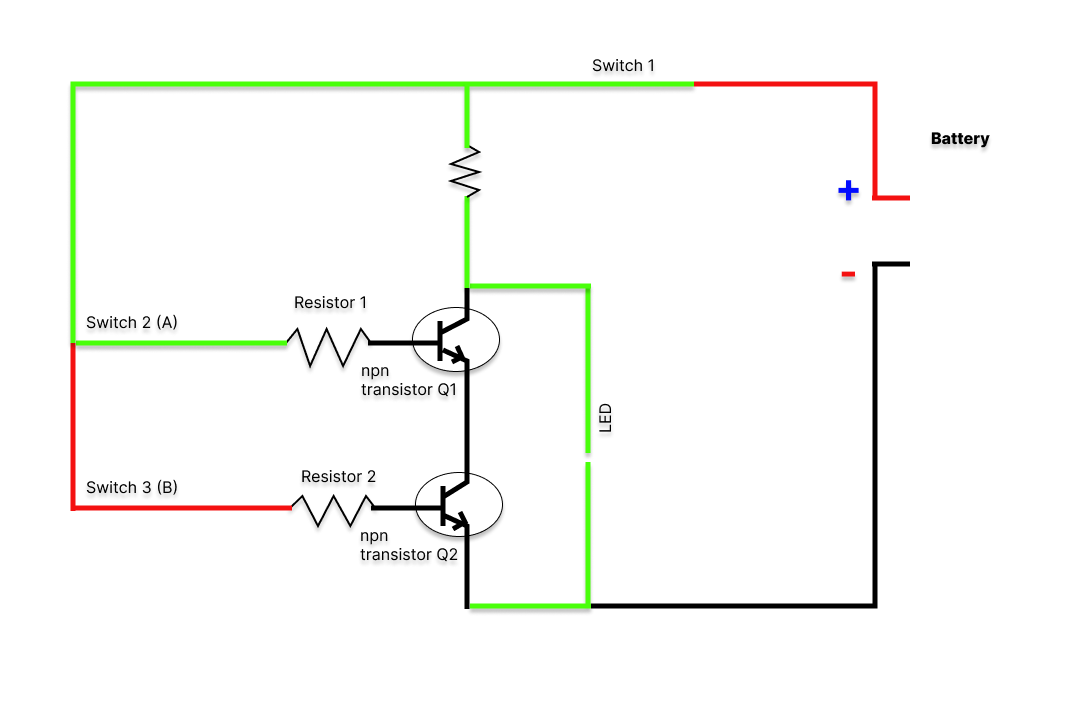 Switch 1
Battery
+
-
Resistor 1
Switch 2 (A)
npn
transistor Q1
LED
Resistor 2
Switch 3 (B)
npn
transistor Q2